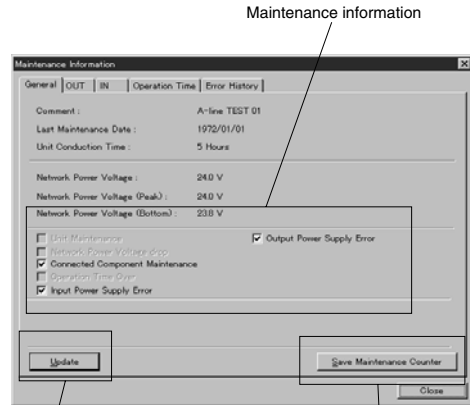 Maintenance information
Maintenance Information
General OUT IN Operation Time Error History
Comment : A-line TEST 01
Last Maintenance Date : 1972/01/01
Unit Conduction Time : 5 Hours
Network Power Voltage : 24.0 V
Network Power Voltage (Peak) : 24.0 V
Network Power Voltage (Bottom) : 23.8 V
Unit Maintenance Output Power Supply Error
Network Power Voltage drop
Connected Component Maintenance
Operation Time Over
Input Power Supply Error
Update Save Maintenance Counter
Close